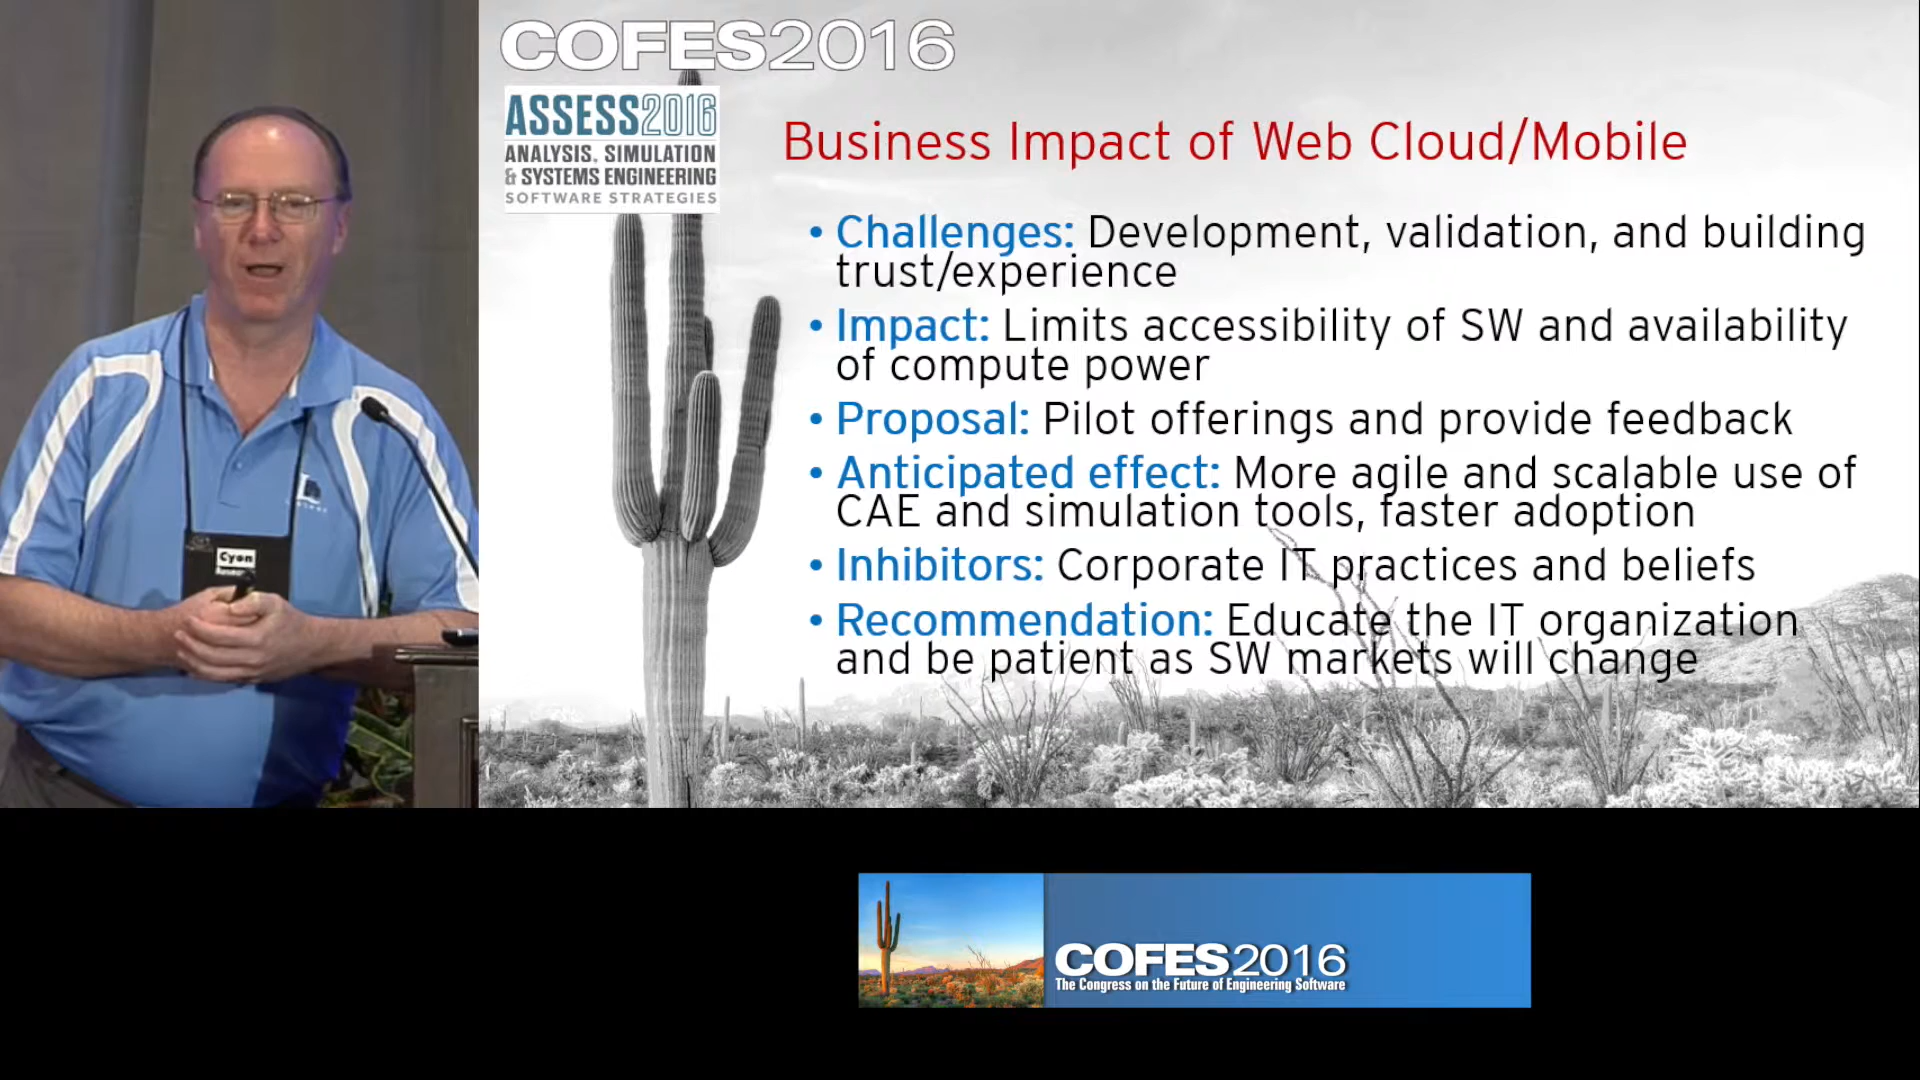 COFES2016
ASSESS2016
ANALYSIS, SIMULATION
& SYSTEMS ENGINEERING
SOFTWARE STRATEGIES
Business Impact of Web Cloud/Mobile
• Challenges: Development, validation, and building
trust/experience
• Impact: Limits accessibility of SW and availability
of compute power
• Proposal: Pilot offerings and provide feedback
• Anticipated effect: More agile and scalable use of
CAE and simulation tools, faster adoption
• Inhibitors: Corporate IT practices and beliefs
• Recommendation: Educate the IT organization
and be patient as SW markets will change
Cyon
COFES2016
The Congress on the Future of Engineering Software